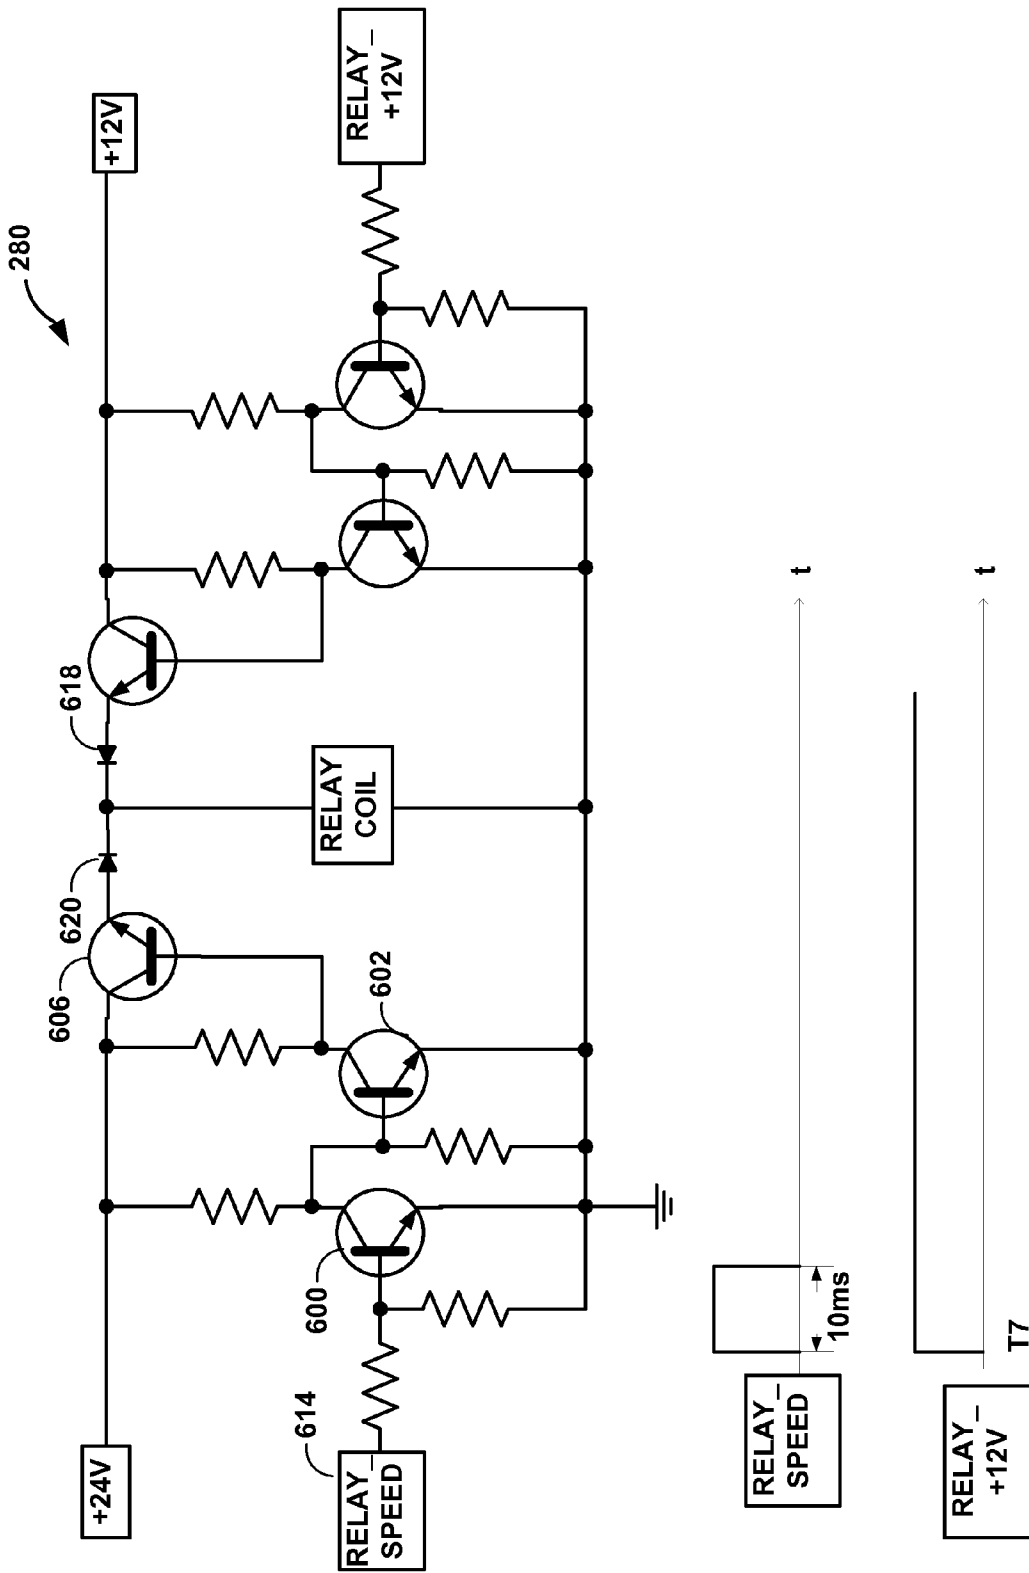 280
+24V
+12V
606
620
618
602
RELAY
COIL
600
614
RELAY_
SPEED
RELAY_
+12V
RELAY_
SPEED
10ms
t
RELAY_
+12V
T7
t